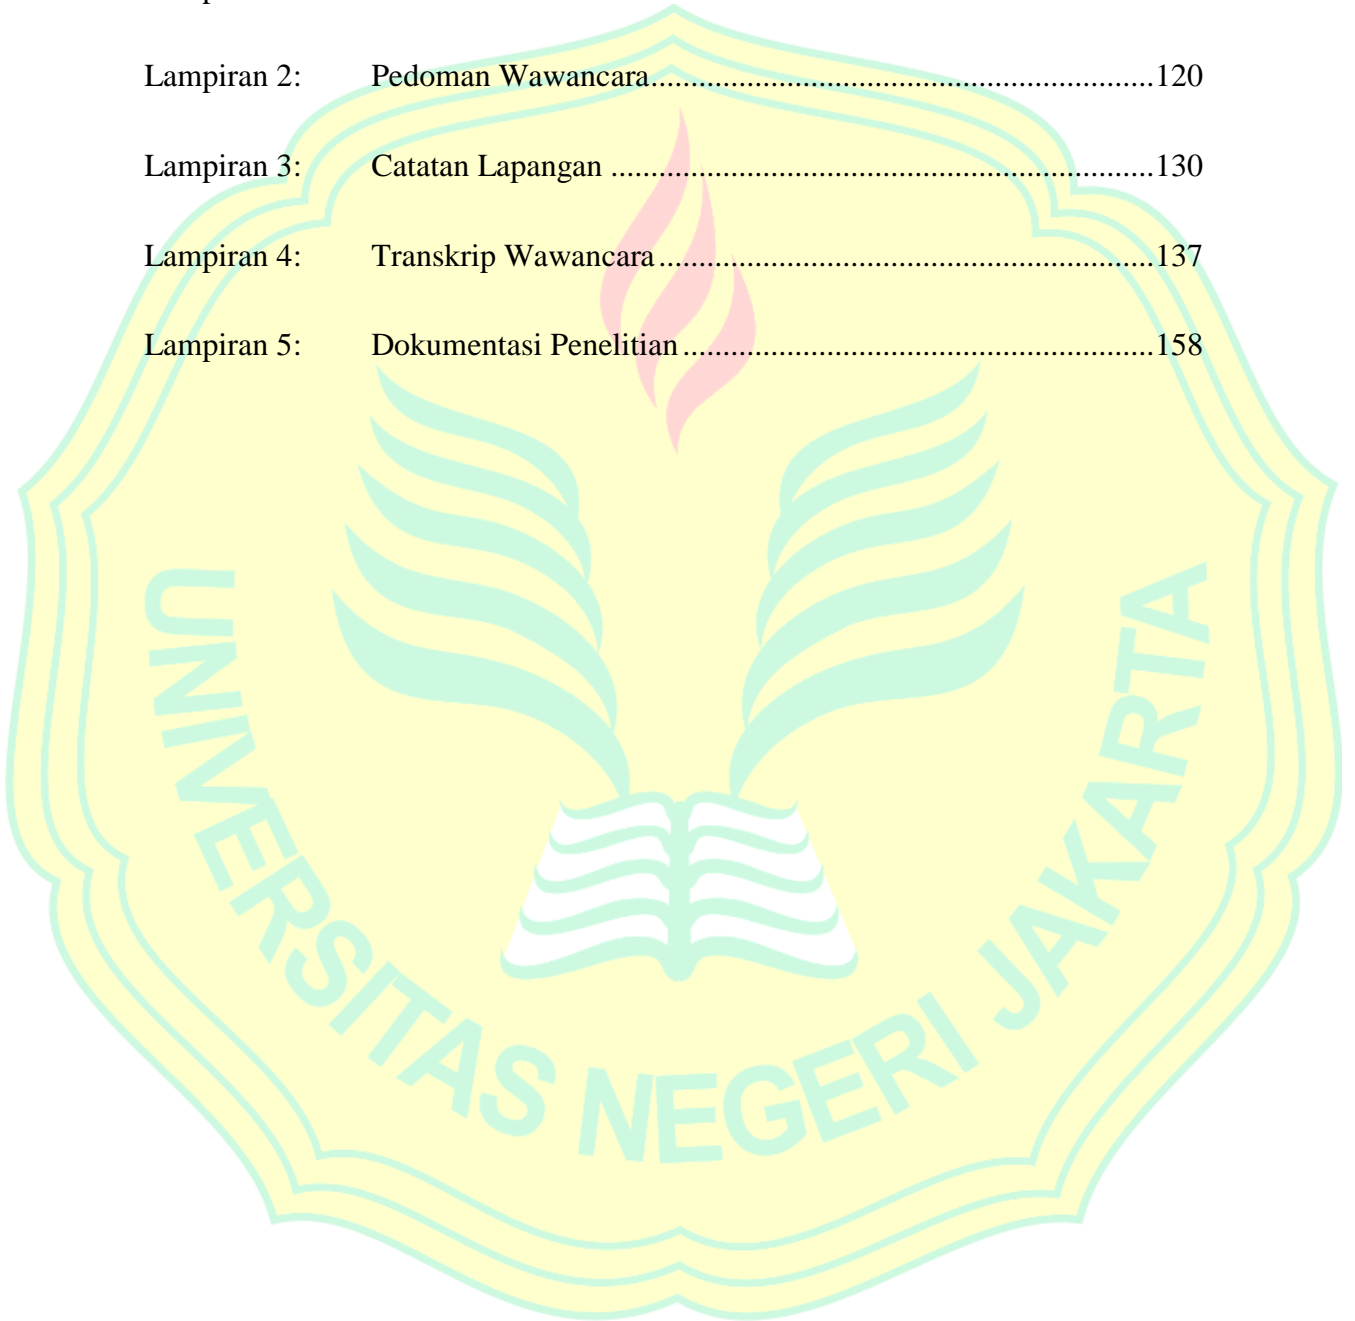 Lampiran 2: Pedoman Wawancara...............................................................120
Lampiran 3: Catatan Lapangan ....................................................................130
Lampiran 4: Transkrip Wawancara..............................................................137
Lampiran 5: Dokumentasi Penelitian...........................................................158
UNIVERSITAS NEGERI JAKARTA